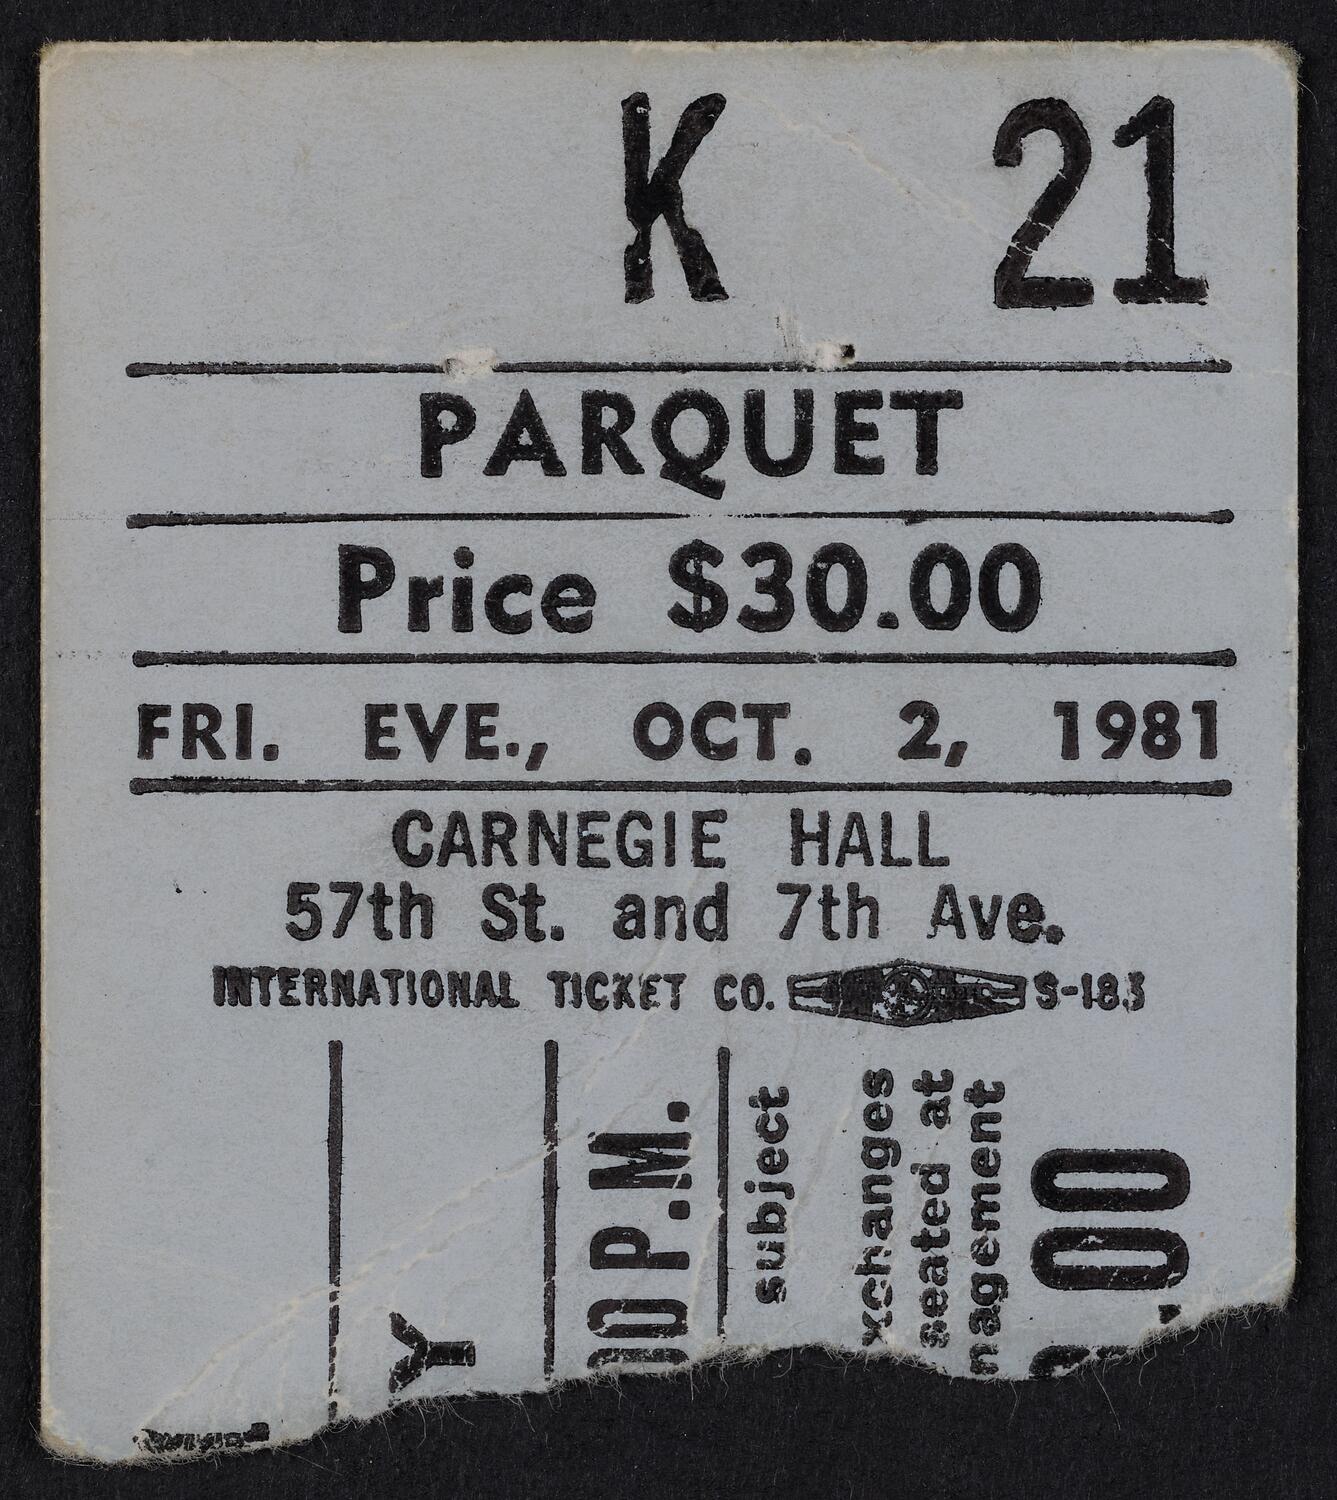 K 21
PARQUET
Price $30.00
FRI. EVE., OCT. 2, 1981
CARNEGIE HALL
57th St. and 7th Ave.
INTERNATIONAL TICKET CO. S-183
Y
00 P.M.
subject
xchanges
seated at
nagement
.00